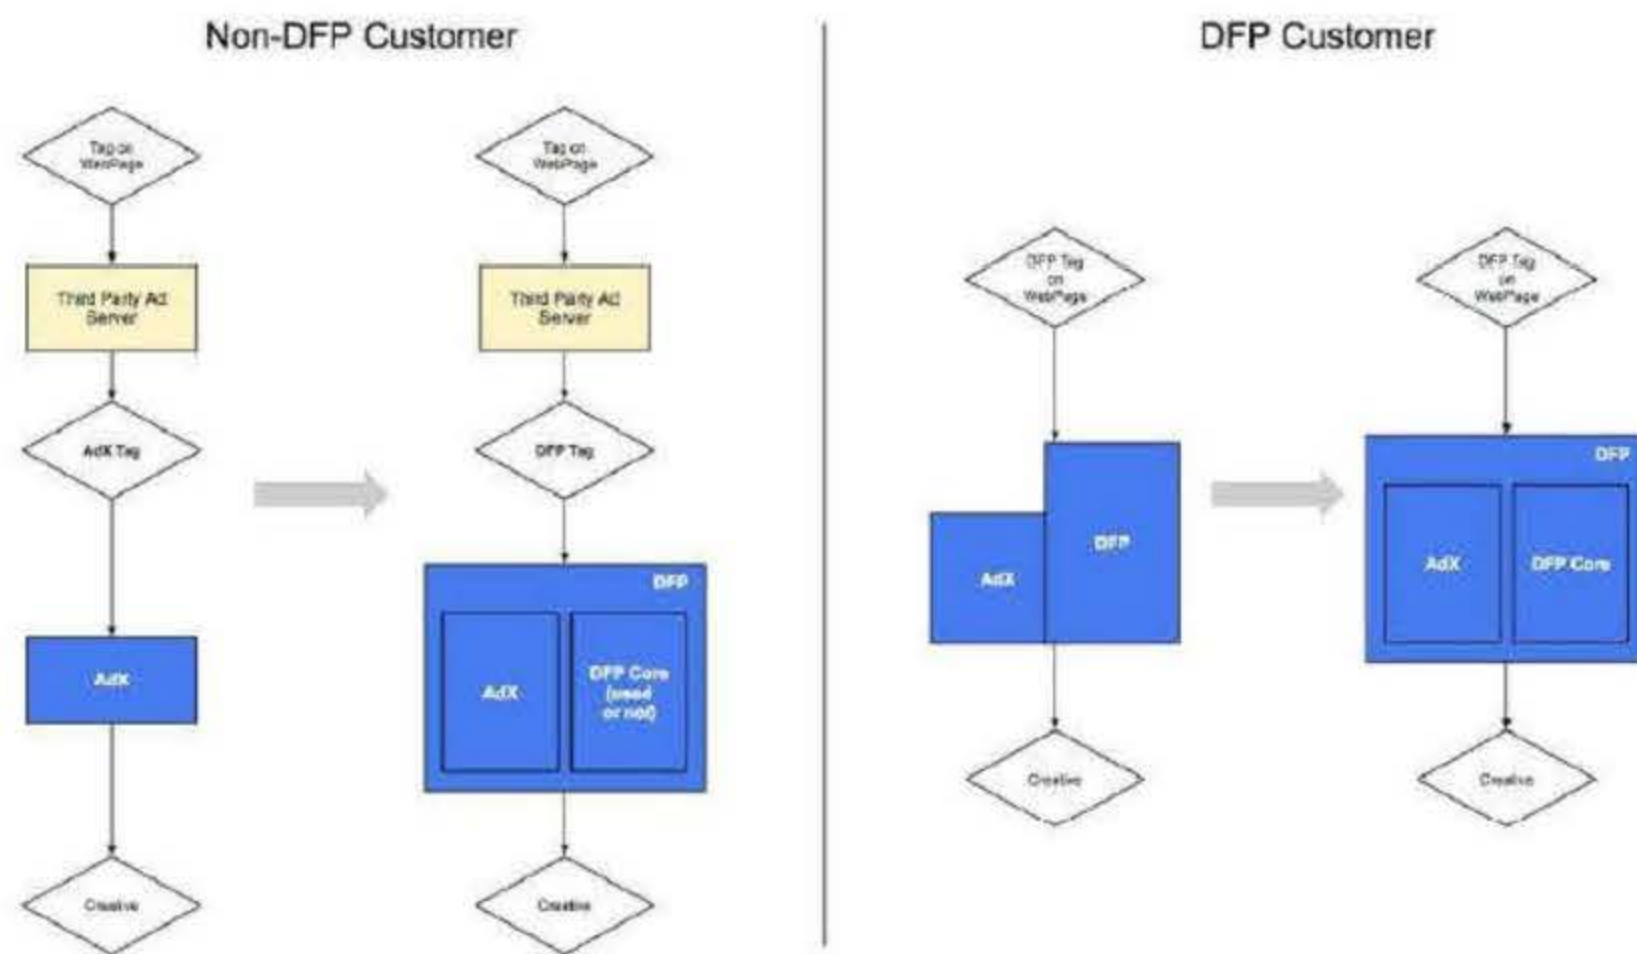 Non-DFP Customer
DFP Customer
Tag on
WebPage
Third Party Ad
Server
AdX Tag
AdX
Creative
Tag on
WebPage
Third Party Ad
Server
DFP Tag
DFP
AdX
DFP Core
(used
or not)
Creative
DFP Tag
on
WebPage
AdX
DFP
Creative
DFP Tag
on
WebPage
DFP
AdX
DFP Core
Creative